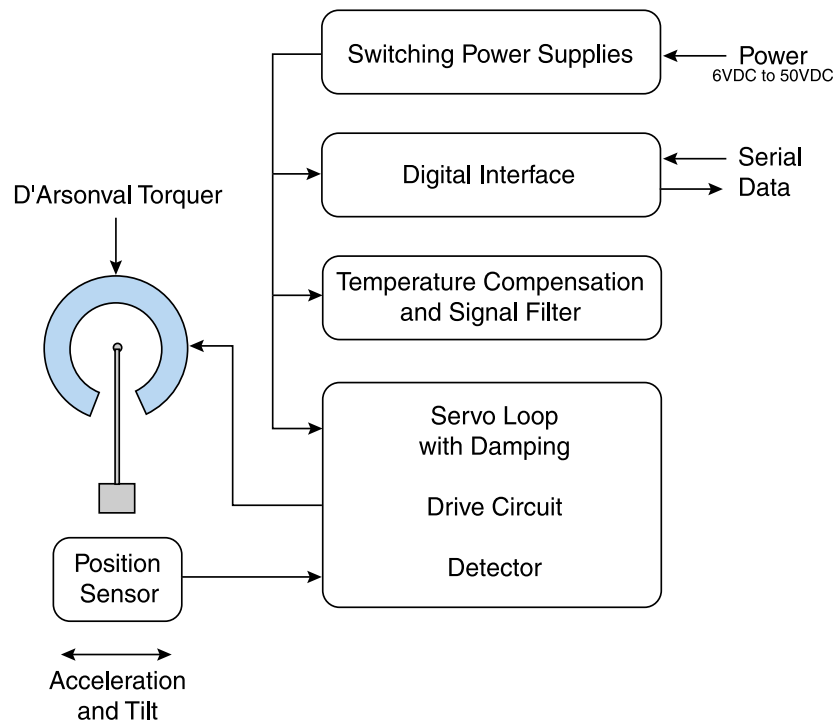 Switching Power Supplies
Power
6VDC to 50VDC
Digital Interface
Serial
Data
D'Arsonval Torquer
Temperature Compensation
and Signal Filter
Servo Loop
with Damping
Drive Circuit
Detector
Position
Sensor
Acceleration
and Tilt